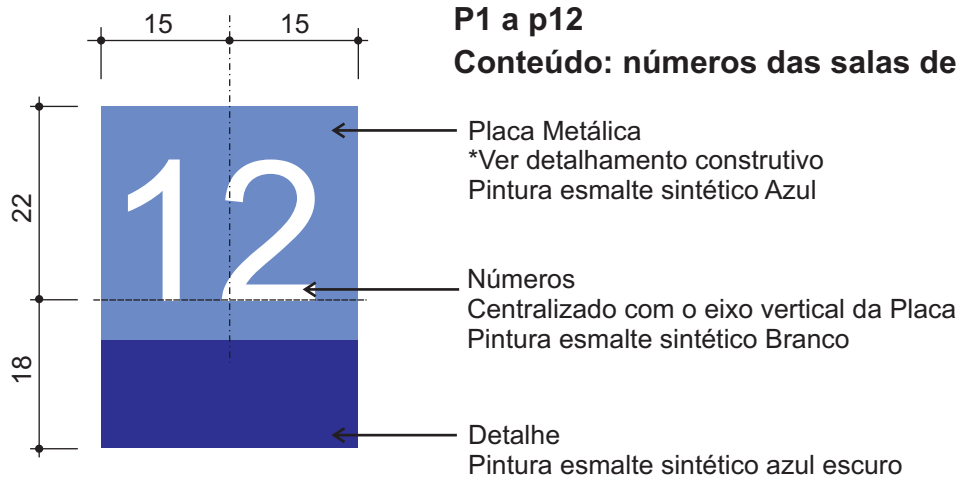 15
15
P1 a p12
Conteúdo: números das salas de
Placa Metálica
*Ver detalhamento construtivo
Pintura esmalte sintético Azul
12
22
Números
Centralizado com o eixo vertical da Placa
Pintura esmalte sintético Branco
18
Detalhe
Pintura esmalte sintético azul escuro